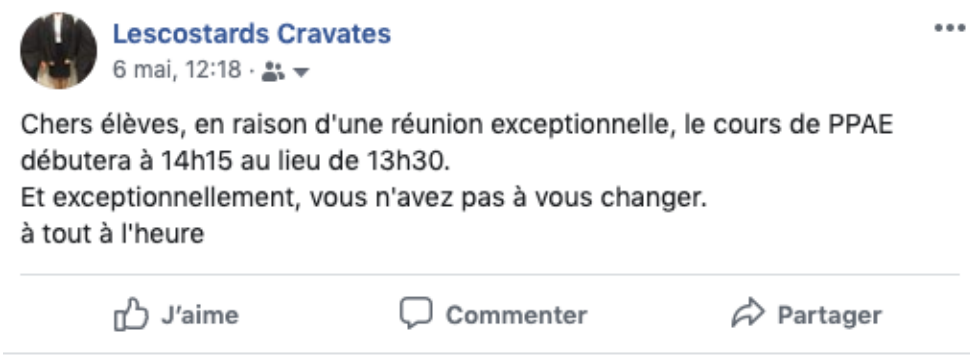 Lescostards Cravates
6 mai, 12:18 ·
Chers élèves, en raison d'une réunion exceptionnelle, le cours de PPAE
débutera à 14h15 au lieu de 13h30.
Et exceptionnellement, vous n'avez pas à vous changer.
à tout à l'heure
J'aime Commenter Partager